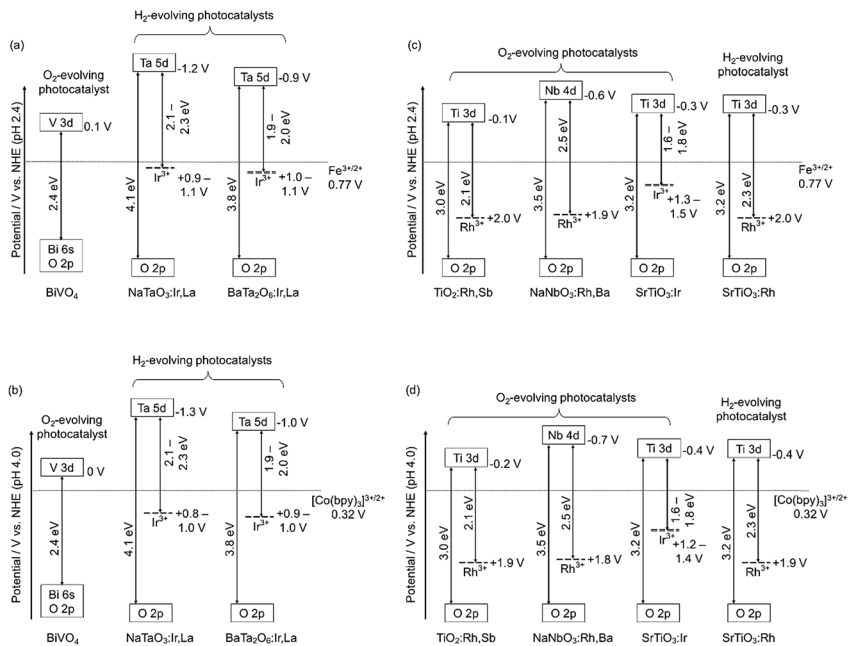 (a)
H₂-evolving photocatalysts
O₂-evolving
photocatalyst
Potential / V vs. NHE (pH 2.4)
V 3d
0.1 V
2.4 eV
Bi 6s
O 2p
BiVO₄
Ta 5d
-1.2 V
4.1 eV
2.1 –
2.3 eV
Ir³⁺
+0.9 –
1.1 V
O 2p
NaTaO₃:Ir,La
Ta 5d
-0.9 V
3.8 eV
1.9 –
2.0 eV
Ir³⁺
+1.0 –
1.1 V
O 2p
BaTa₂O₆:Ir,La
Fe³⁺/²⁺
0.77 V
(c)
O₂-evolving photocatalysts
H₂-evolving
photocatalyst
Potential / V vs. NHE (pH 2.4)
Ti 3d
-0.1V
3.0 eV
2.1 eV
Rh³⁺
+2.0 V
O 2p
TiO₂:Rh,Sb
Nb 4d
-0.6 V
3.5 eV
2.5 eV
Rh³⁺
+1.9 V
O 2p
NaNbO₃:Rh,Ba
Ti 3d
-0.3 V
3.2 eV
1.6 –
1.8 eV
Ir³⁺
+1.3 –
1.5 V
O 2p
SrTiO₃:Ir
Ti 3d
-0.3 V
3.2 eV
2.3 eV
Rh³⁺
+2.0 V
O 2p
SrTiO₃:Rh
Fe³⁺/²⁺
0.77 V
(b)
H₂-evolving photocatalysts
O₂-evolving
photocatalyst
Potential / V vs. NHE (pH 4.0)
V 3d
0 V
2.4 eV
Bi 6s
O 2p
BiVO₄
Ta 5d
-1.3 V
4.1 eV
2.1 –
2.3 eV
Ir³⁺
+0.8 –
1.0 V
O 2p
NaTaO₃:Ir,La
Ta 5d
-1.0 V
3.8 eV
1.9 –
2.0 eV
Ir³⁺
+0.9 –
1.0 V
O 2p
BaTa₂O₆:Ir,La
[Co(bpy)₃]³⁺/²⁺
0.32 V
(d)
O₂-evolving photocatalysts
H₂-evolving
photocatalyst
Potential / V vs. NHE (pH 4.0)
Ti 3d
-0.2 V
3.0 eV
2.1 eV
Rh³⁺
+1.9 V
O 2p
TiO₂:Rh,Sb
Nb 4d
-0.7 V
3.5 eV
2.5 eV
Rh³⁺
+1.8 V
O 2p
NaNbO₃:Rh,Ba
Ti 3d
-0.4 V
3.2 eV
1.6 –
1.8 eV
Ir³⁺
+1.2 –
1.4 V
O 2p
SrTiO₃:Ir
Ti 3d
-0.4 V
3.2 eV
2.3 eV
Rh³⁺
+1.9 V
O 2p
SrTiO₃:Rh
[Co(bpy)₃]³⁺/²⁺
0.32 V